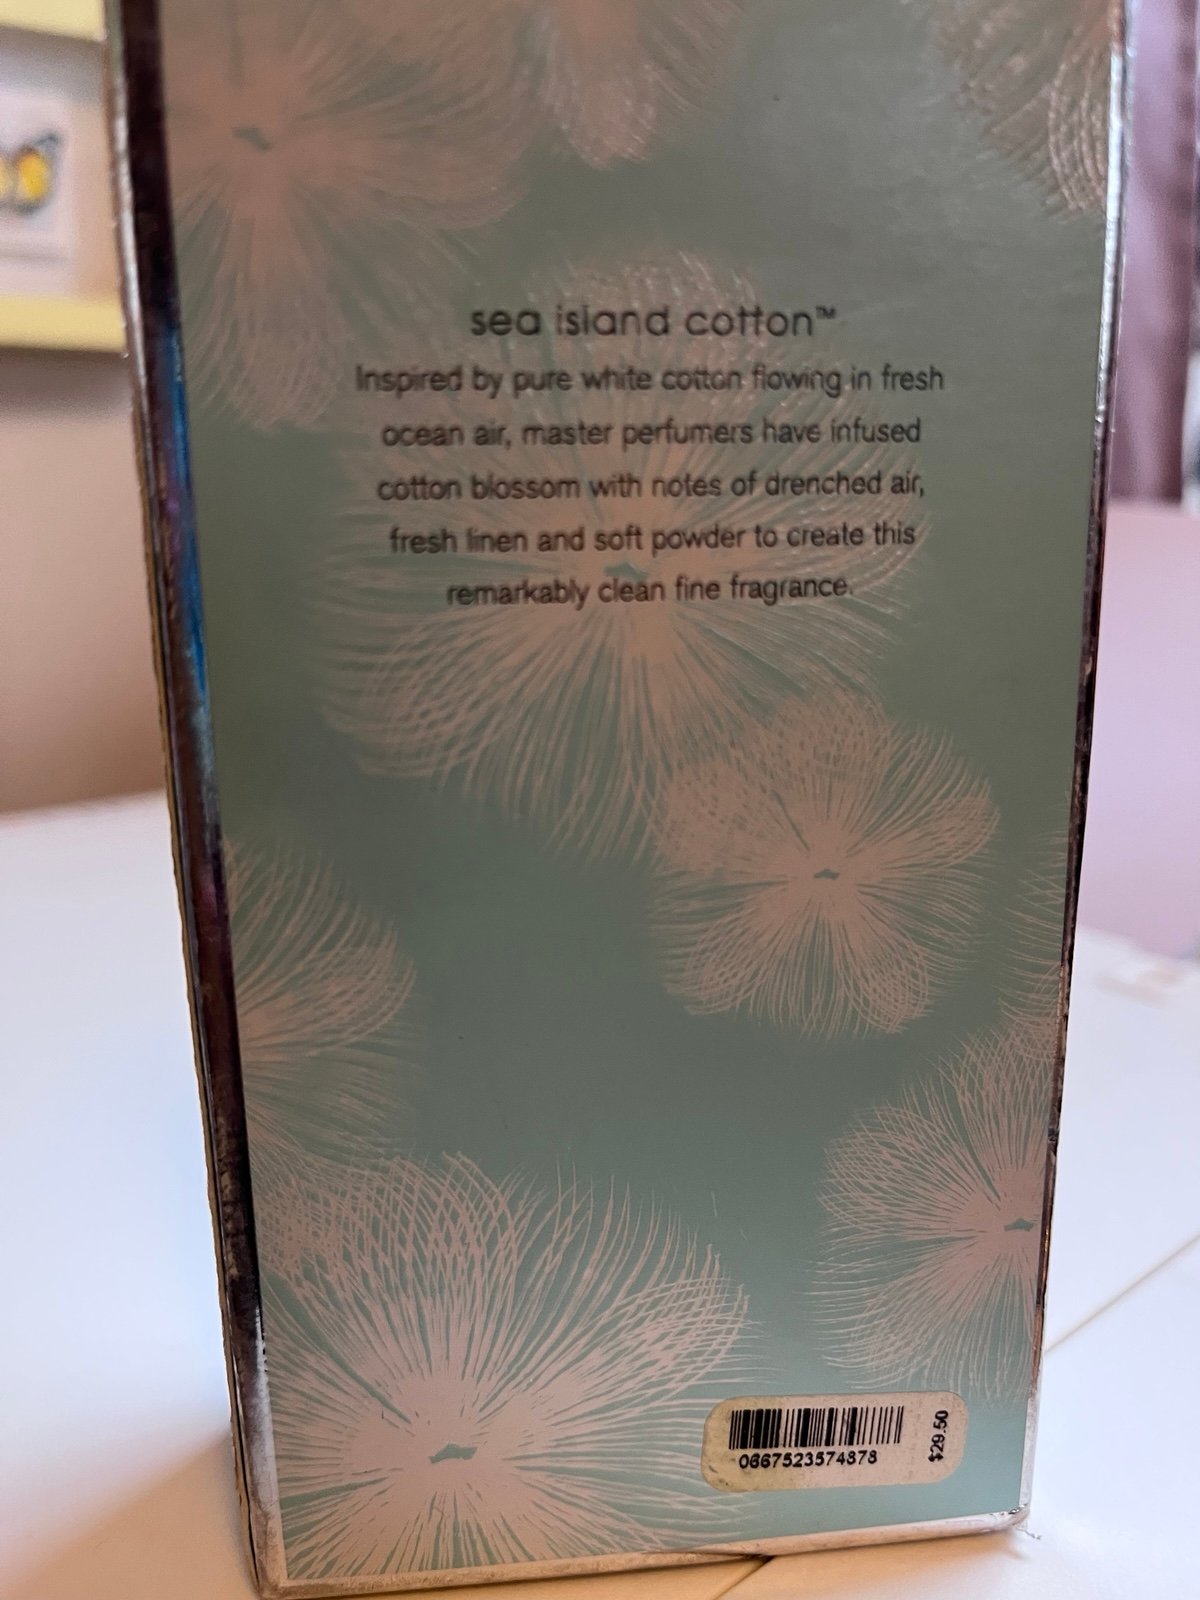 sea island cotton™
Inspired by pure white cotton flowing in fresh
ocean air, master perfumers have infused
cotton blossom with notes of drenched air,
fresh linen and soft powder to create this
remarkably clean fine fragrance.
0667523574878
$29.50